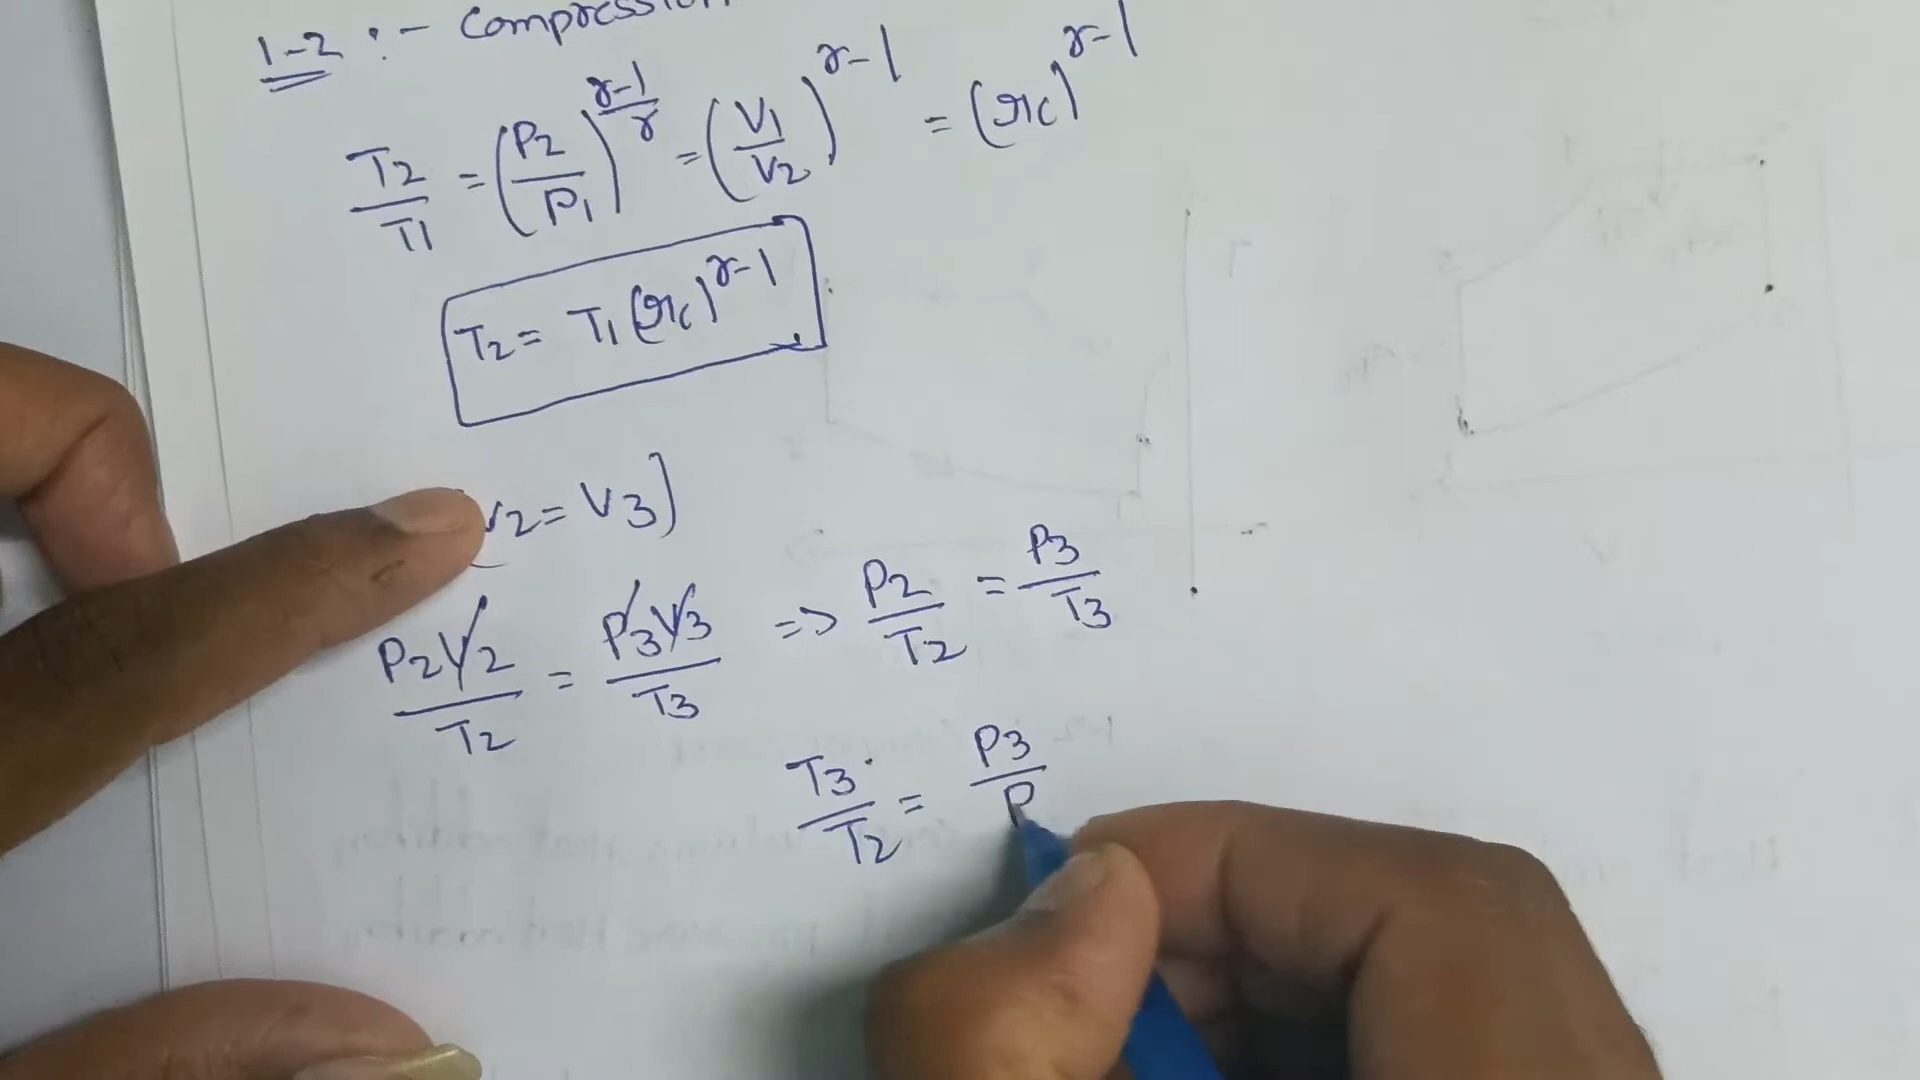 1-2 :- Compression
T2/T1 = (P2/P1)^(γ-1)/γ = (V1/V2)^γ-1 = (rc)^γ-1
T2 = T1 (rc)^γ-1
V2 = V3)
P2V2/T2 = P3V3/T3 => P2/T2 = P3/T3
T3/T2 = P3/P